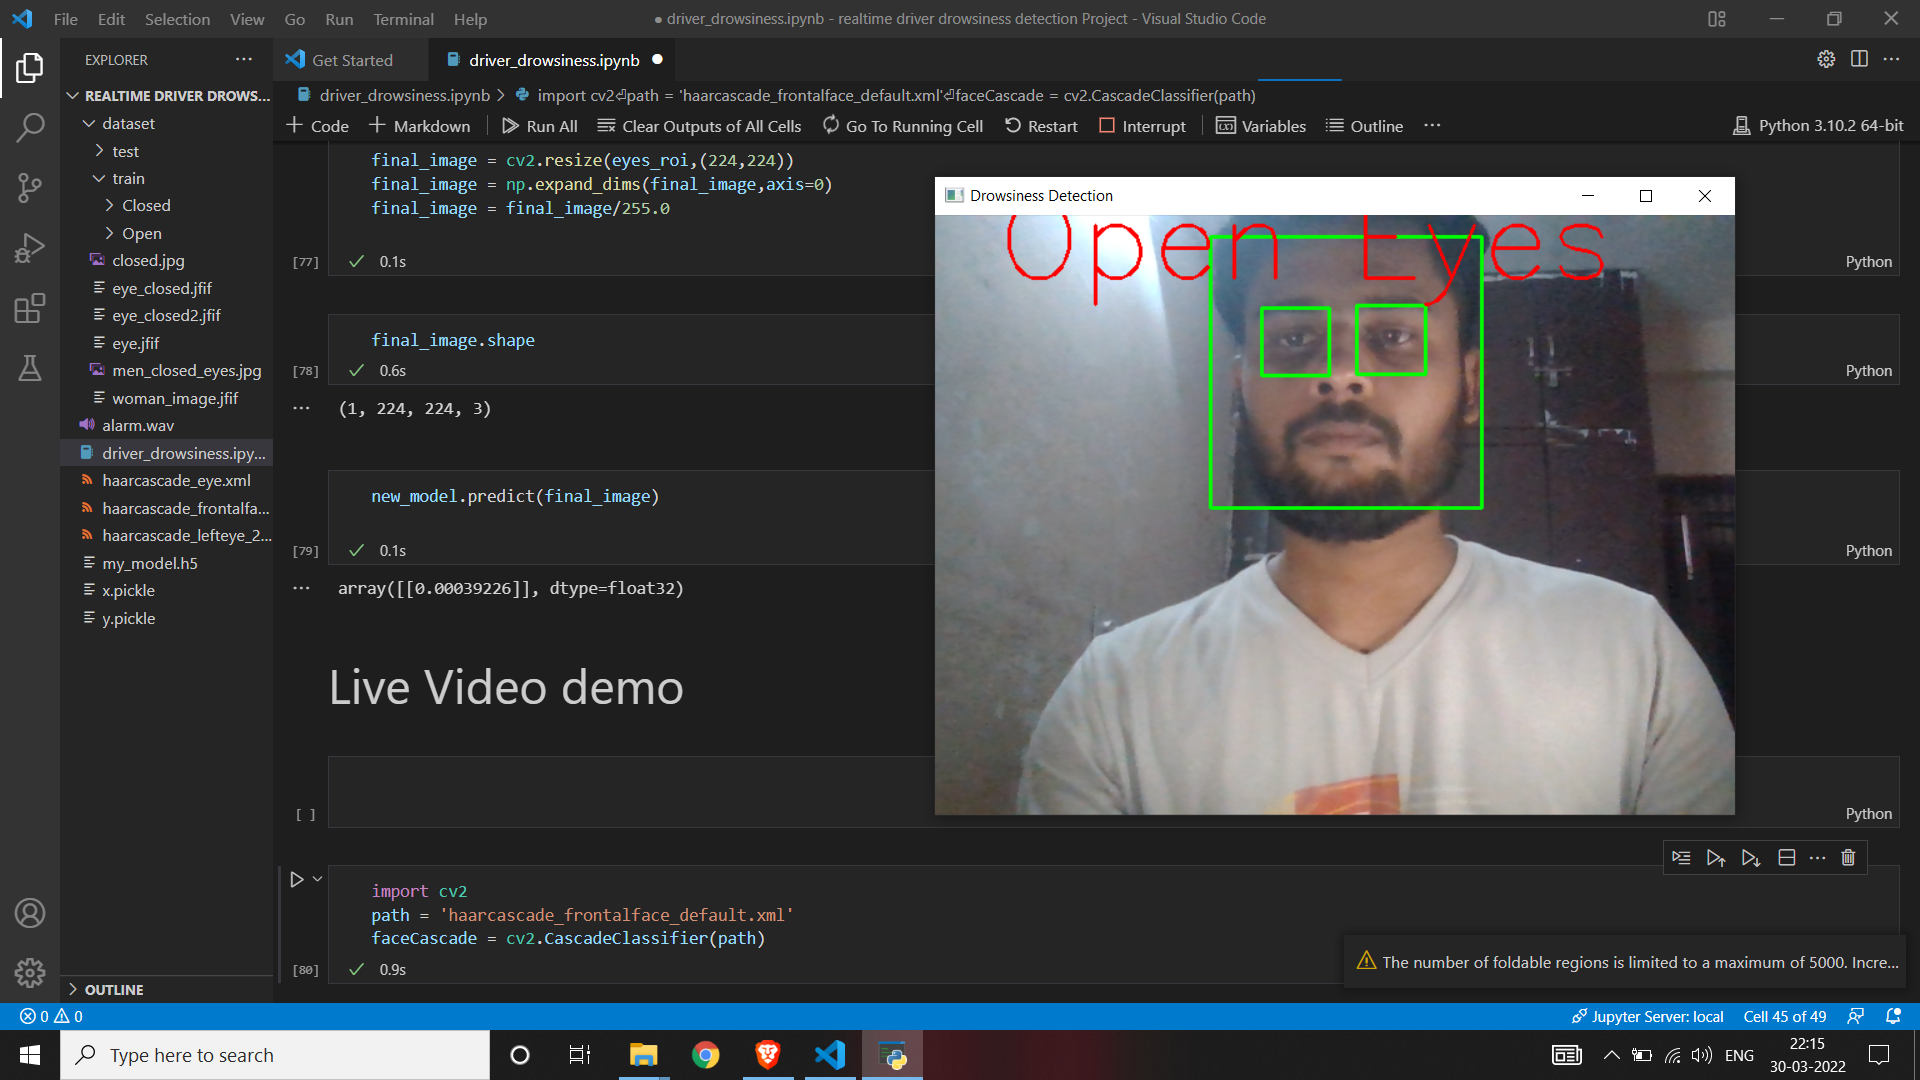 File Edit Selection View Go Run Terminal Help
● driver_drowsiness.ipynb - realtime driver drowsiness detection Project - Visual Studio Code
EXPLORER
Get Started
driver_drowsiness.ipynb
REALTIME DRIVER DROWS...
driver_drowsiness.ipynb > import cv2⏎path = 'haarcascade_frontalface_default.xml'⏎faceCascade = cv2.CascadeClassifier(path)
+ Code + Markdown Run All Clear Outputs of All Cells Go To Running Cell Restart Interrupt Variables Outline ...
Python 3.10.2 64-bit
dataset
test
train
Closed
Open
closed.jpg
eye_closed.jfif
eye_closed2.jfif
eye.jfif
men_closed_eyes.jpg
woman_image.jfif
alarm.wav
driver_drowsiness.ipy...
haarcascade_eye.xml
haarcascade_frontalfa...
haarcascade_lefteye_2...
my_model.h5
x.pickle
y.pickle
OUTLINE
final_image = cv2.resize(eyes_roi,(224,224))
final_image = np.expand_dims(final_image,axis=0)
final_image = final_image/255.0
[77] 0.1s
Python
final_image.shape
[78] 0.6s
Python
(1, 224, 224, 3)
new_model.predict(final_image)
[79] 0.1s
Python
array([[0.00039226]], dtype=float32)
Live Video demo
[ ]
Python
import cv2
path = 'haarcascade_frontalface_default.xml'
faceCascade = cv2.CascadeClassifier(path)
[80] 0.9s
Drowsiness Detection
Open Eyes
The number of foldable regions is limited to a maximum of 5000. Incre...
0 0
Jupyter Server: local Cell 45 of 49
Type here to search
ENG
22:15
30-03-2022